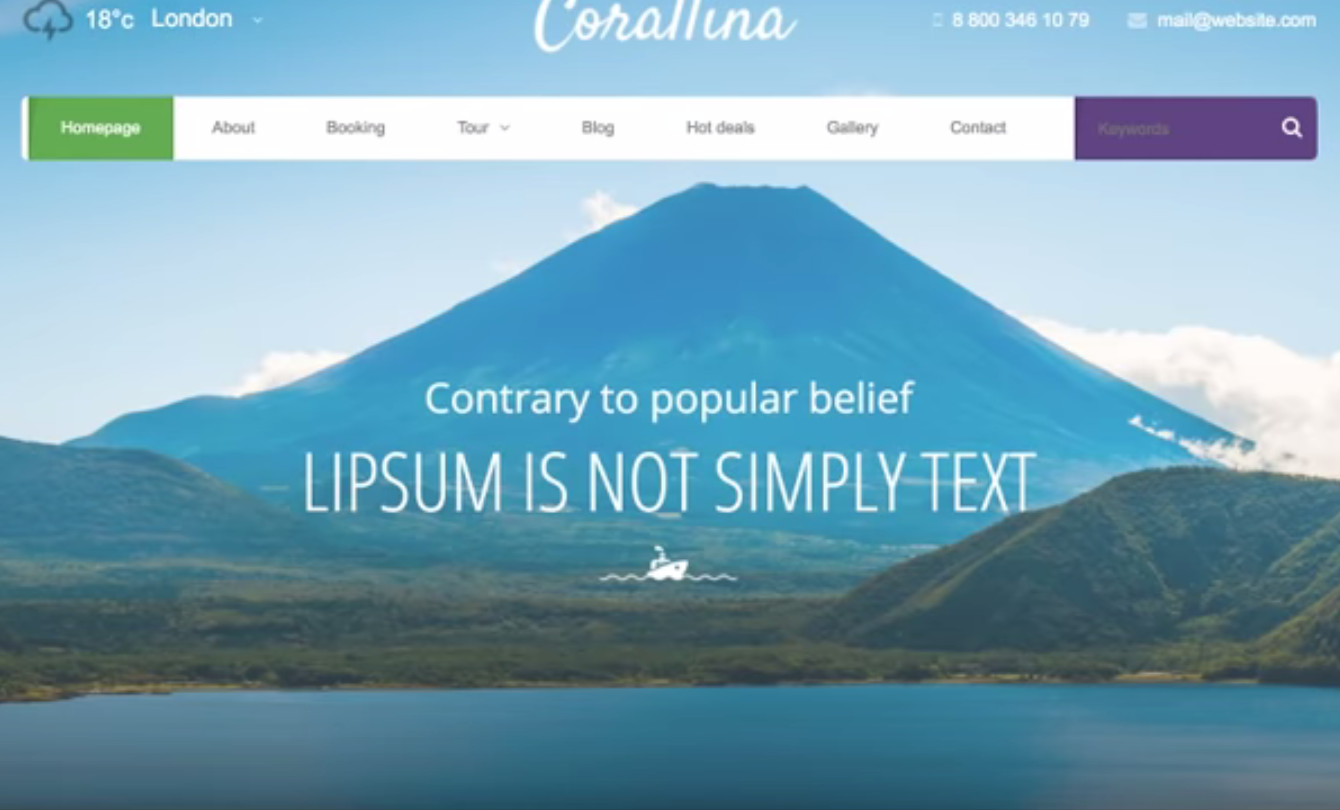 18°c London
Corallina
8 800 346 10 79
mail@website.com
Homepage About Booking Tour Blog Hot deals Gallery Contact Keywords
Contrary to popular belief
LIPSUM IS NOT SIMPLY TEXT